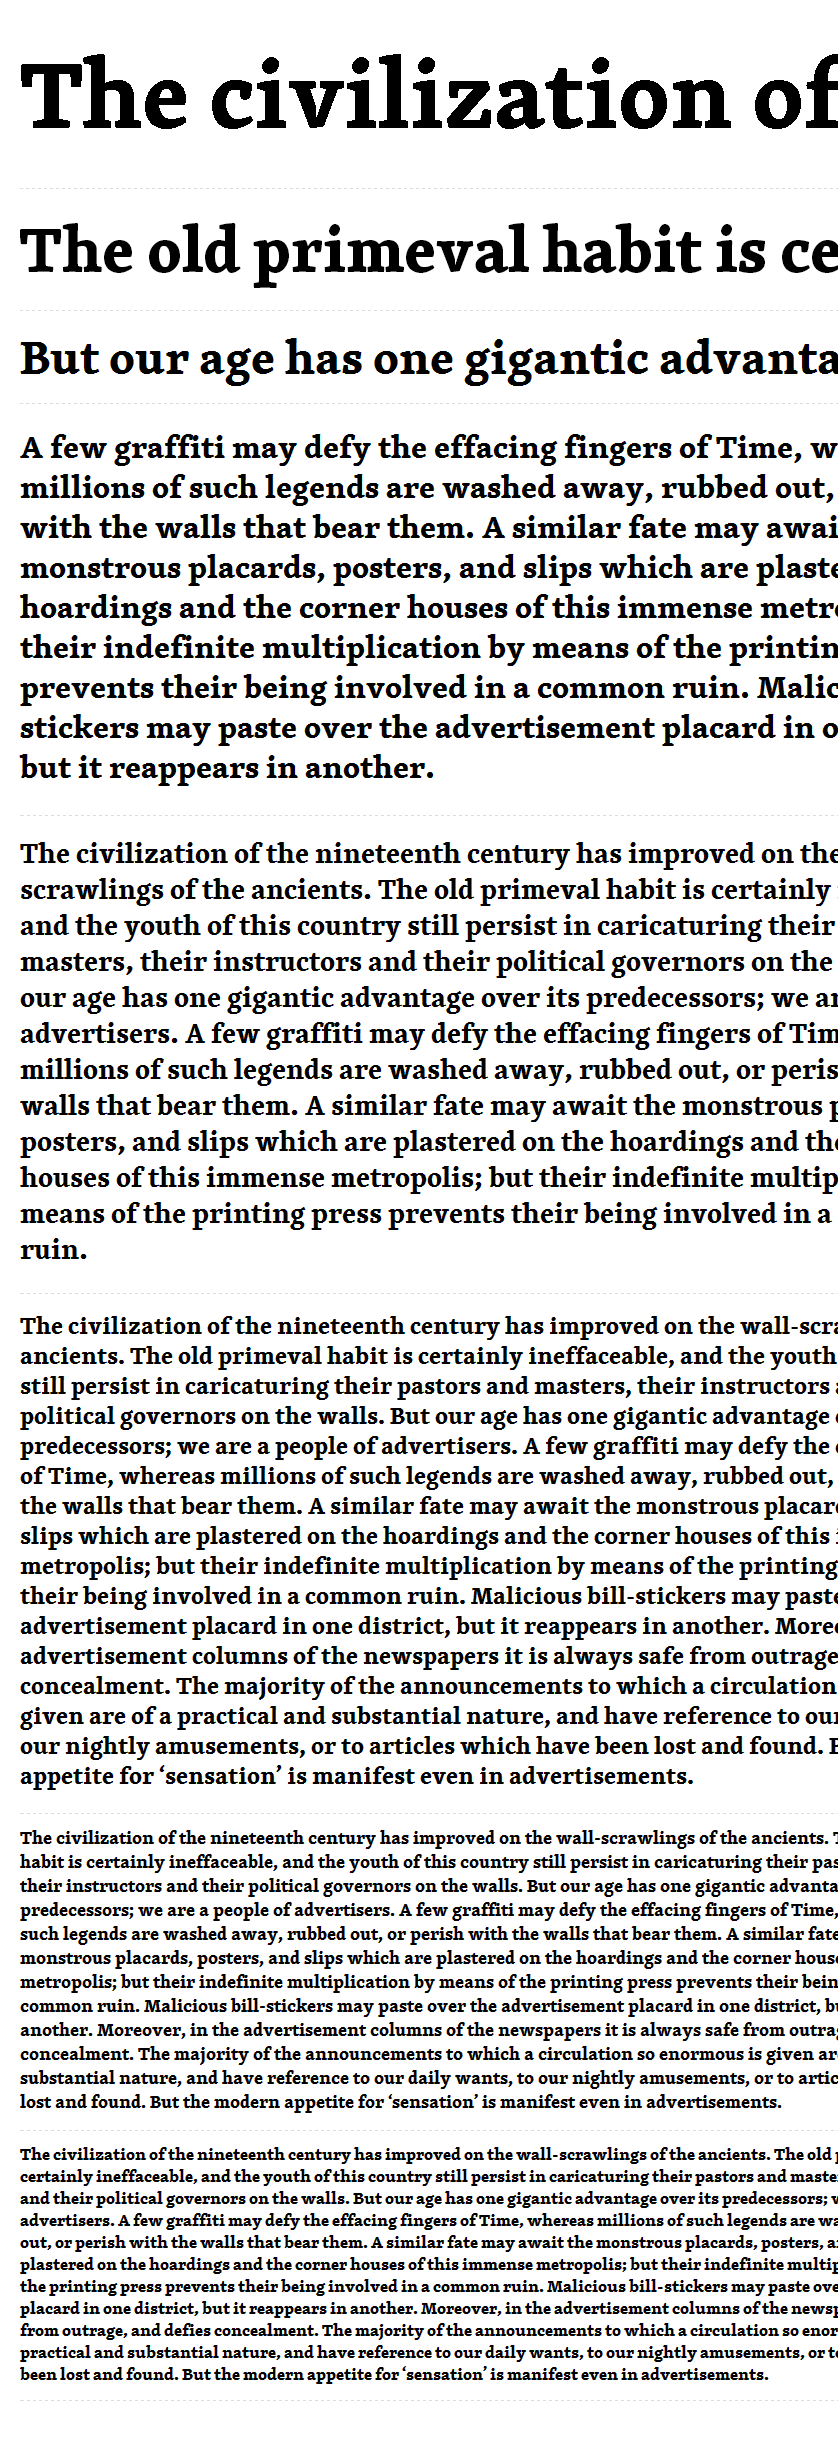 The civilization of
The old primeval habit is ce
But our age has one gigantic advanta
A few graffiti may defy the effacing fingers of Time, w
millions of such legends are washed away, rubbed out,
with the walls that bear them. A similar fate may awai
monstrous placards, posters, and slips which are plaste
hoardings and the corner houses of this immense metro
their indefinite multiplication by means of the printin
prevents their being involved in a common ruin. Malic
stickers may paste over the advertisement placard in o
but it reappears in another.
The civilization of the nineteenth century has improved on the
scrawlings of the ancients. The old primeval habit is certainly
and the youth of this country still persist in caricaturing their
masters, their instructors and their political governors on the
our age has one gigantic advantage over its predecessors; we ar
advertisers. A few graffiti may defy the effacing fingers of Tim
millions of such legends are washed away, rubbed out, or peris
walls that bear them. A similar fate may await the monstrous p
posters, and slips which are plastered on the hoardings and the
houses of this immense metropolis; but their indefinite multip
means of the printing press prevents their being involved in a
ruin.
The civilization of the nineteenth century has improved on the wall-scra
ancients. The old primeval habit is certainly ineffaceable, and the youth
still persist in caricaturing their pastors and masters, their instructors a
political governors on the walls. But our age has one gigantic advantage o
predecessors; we are a people of advertisers. A few graffiti may defy the e
of Time, whereas millions of such legends are washed away, rubbed out,
the walls that bear them. A similar fate may await the monstrous placard
slips which are plastered on the hoardings and the corner houses of this i
metropolis; but their indefinite multiplication by means of the printing
their being involved in a common ruin. Malicious bill-stickers may paste
advertisement placard in one district, but it reappears in another. Moreo
advertisement columns of the newspapers it is always safe from outrage
concealment. The majority of the announcements to which a circulation
given are of a practical and substantial nature, and have reference to our
our nightly amusements, or to articles which have been lost and found. B
appetite for ‘sensation’ is manifest even in advertisements.
The civilization of the nineteenth century has improved on the wall-scrawlings of the ancients. T
habit is certainly ineffaceable, and the youth of this country still persist in caricaturing their pas
their instructors and their political governors on the walls. But our age has one gigantic advanta
predecessors; we are a people of advertisers. A few graffiti may defy the effacing fingers of Time,
such legends are washed away, rubbed out, or perish with the walls that bear them. A similar fate
monstrous placards, posters, and slips which are plastered on the hoardings and the corner house
metropolis; but their indefinite multiplication by means of the printing press prevents their bein
common ruin. Malicious bill-stickers may paste over the advertisement placard in one district, bu
another. Moreover, in the advertisement columns of the newspapers it is always safe from outrag
concealment. The majority of the announcements to which a circulation so enormous is given are
substantial nature, and have reference to our daily wants, to our nightly amusements, or to artic
lost and found. But the modern appetite for ‘sensation’ is manifest even in advertisements.
The civilization of the nineteenth century has improved on the wall-scrawlings of the ancients. The old p
certainly ineffaceable, and the youth of this country still persist in caricaturing their pastors and maste
and their political governors on the walls. But our age has one gigantic advantage over its predecessors; w
advertisers. A few graffiti may defy the effacing fingers of Time, whereas millions of such legends are wa
out, or perish with the walls that bear them. A similar fate may await the monstrous placards, posters, a
plastered on the hoardings and the corner houses of this immense metropolis; but their indefinite multip
the printing press prevents their being involved in a common ruin. Malicious bill-stickers may paste ove
placard in one district, but it reappears in another. Moreover, in the advertisement columns of the newsp
from outrage, and defies concealment. The majority of the announcements to which a circulation so enor
practical and substantial nature, and have reference to our daily wants, to our nightly amusements, or to
been lost and found. But the modern appetite for ‘sensation’ is manifest even in advertisements.